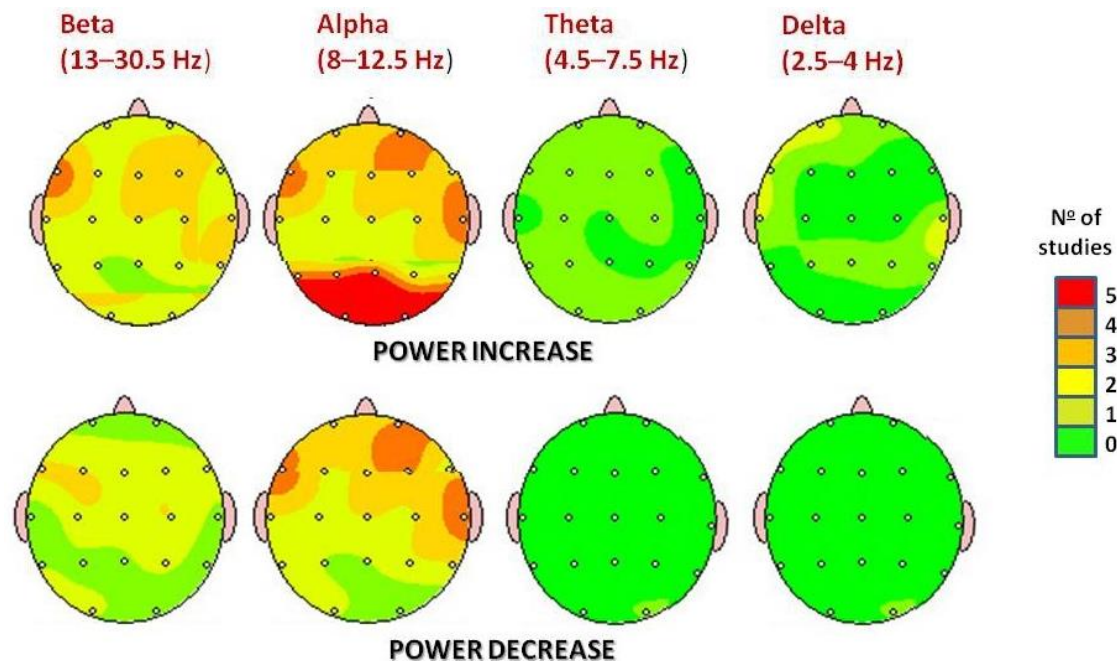 Beta
(13–30.5 Hz)
Alpha
(8–12.5 Hz)
Theta
(4.5–7.5 Hz)
Delta
(2.5–4 Hz)
POWER INCREASE
Nº of
studies
5
4
3
2
1
0
POWER DECREASE